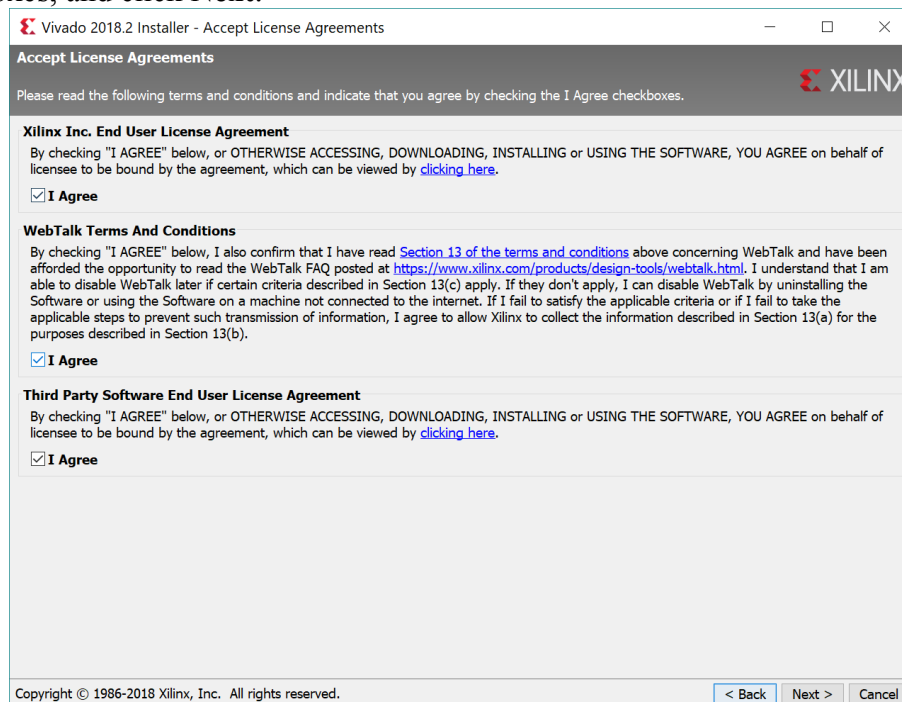 and click Next.
Vivado 2018.2 Installer - Accept License Agreements
Accept License Agreements
XILINX
Please read the following terms and conditions and indicate that you agree by checking the I Agree checkboxes.
Xilinx Inc. End User License Agreement
By checking "I AGREE" below, or OTHERWISE ACCESSING, DOWNLOADING, INSTALLING or USING THE SOFTWARE, YOU AGREE on behalf of
licensee to be bound by the agreement, which can be viewed by clicking here.
I Agree
WebTalk Terms And Conditions
By checking "I AGREE" below, I also confirm that I have read Section 13 of the terms and conditions above concerning WebTalk and have been
afforded the opportunity to read the WebTalk FAQ posted at https://www.xilinx.com/products/design-tools/webtalk.html. I understand that I am
able to disable WebTalk later if certain criteria described in Section 13(c) apply. If they don't apply, I can disable WebTalk by uninstalling the
Software or using the Software on a machine not connected to the internet. If I fail to satisfy the applicable criteria or if I fail to take the
applicable steps to prevent such transmission of information, I agree to allow Xilinx to collect the information described in Section 13(a) for the
purposes described in Section 13(b).
I Agree
Third Party Software End User License Agreement
By checking "I AGREE" below, or OTHERWISE ACCESSING, DOWNLOADING, INSTALLING or USING THE SOFTWARE, YOU AGREE on behalf of
licensee to be bound by the agreement, which can be viewed by clicking here.
I Agree
Copyright © 1986-2018 Xilinx, Inc. All rights reserved.
< Back Next > Cancel